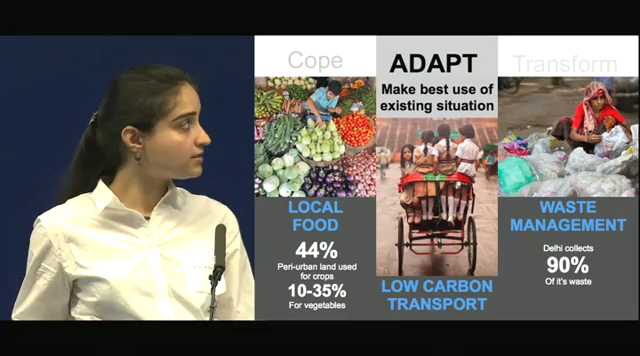 Cope
ADAPT
Transform
Make best use of
existing situation
LOCAL
FOOD
44%
Peri-urban land used
for crops
10-35%
For vegetables
LOW CARBON
TRANSPORT
WASTE
MANAGEMENT
Delhi collects
90%
Of it's waste